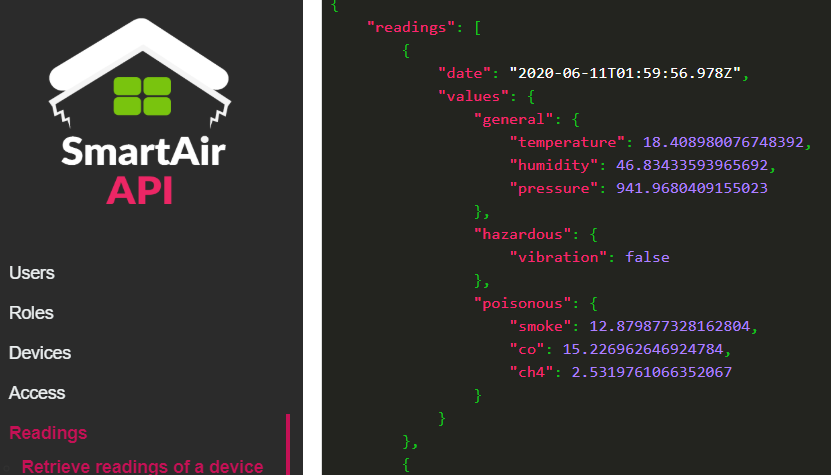 SmartAir
API
Users
Roles
Devices
Access
Readings
Retrieve readings of a device
{
"readings": [
{
"date": "2020-06-11T01:59:56.978Z",
"values": {
"general": {
"temperature": 18.408980076748392,
"humidity": 46.83433593965692,
"pressure": 941.9680409155023
},
"hazardous": {
"vibration": false
},
"poisonous": {
"smoke": 12.879877328162804,
"co": 15.226962646924784,
"ch4": 2.5319761066352067
}
}
},
{